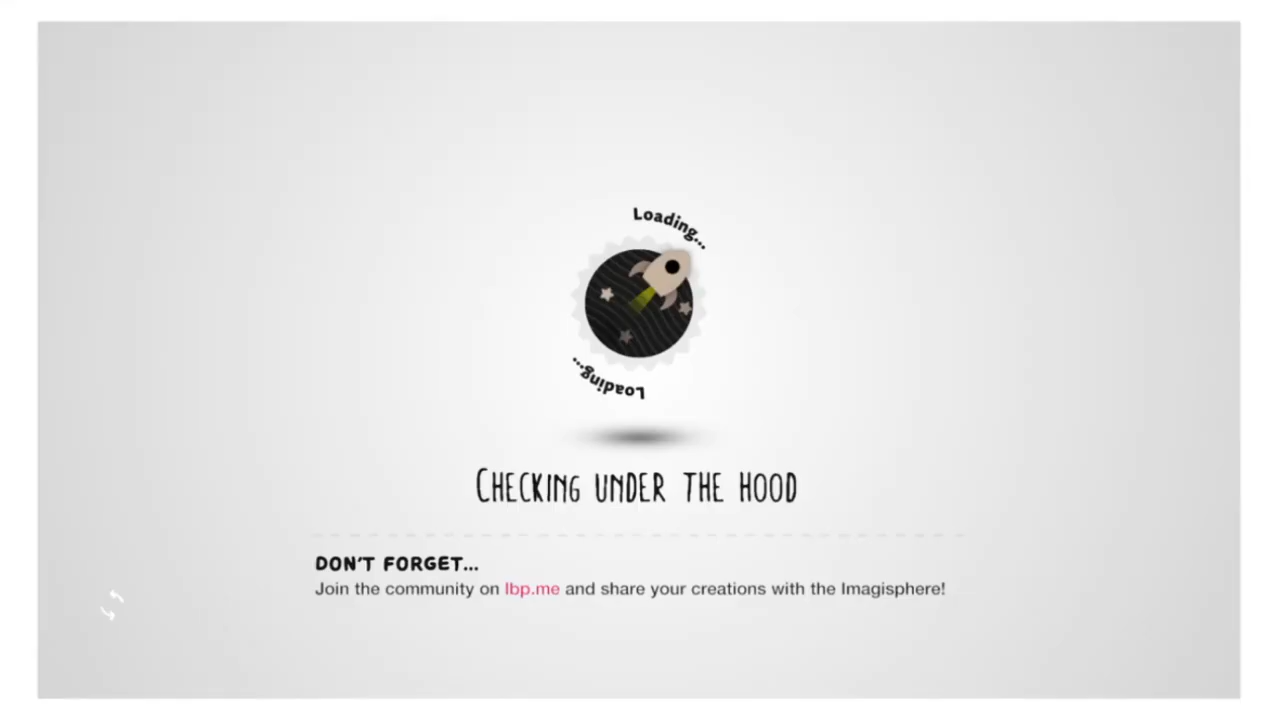 Loading...
Loading...
CHECKING UNDER THE HOOD
DON'T FORGET...
Join the community on lbp.me and share your creations with the Imagisphere!